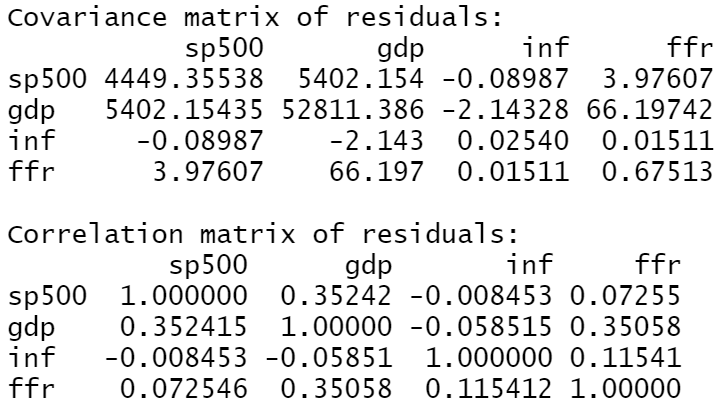 Covariance matrix of residuals:
sp500 gdp inf ffr
sp500 4449.35538 5402.154 -0.08987 3.97607
gdp 5402.15435 52811.386 -2.14328 66.19742
inf -0.08987 -2.143 0.02540 0.01511
ffr 3.97607 66.197 0.01511 0.67513
Correlation matrix of residuals:
sp500 gdp inf ffr
sp500 1.000000 0.35242 -0.008453 0.07255
gdp 0.352415 1.00000 -0.058515 0.35058
inf -0.008453 -0.05851 1.000000 0.11541
ffr 0.072546 0.35058 0.115412 1.00000